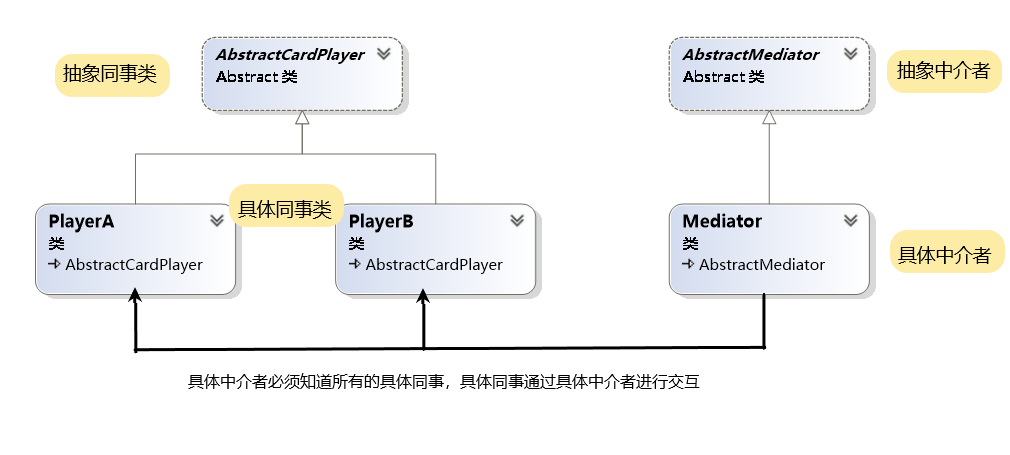 抽象同事类
AbstractCardPlayer
Abstract 类
AbstractMediator
Abstract 类
抽象中介者
PlayerA
类
AbstractCardPlayer
具体同事类
PlayerB
类
AbstractCardPlayer
Mediator
类
AbstractMediator
具体中介者
具体中介者必须知道所有的具体同事，具体同事通过具体中介者进行交互